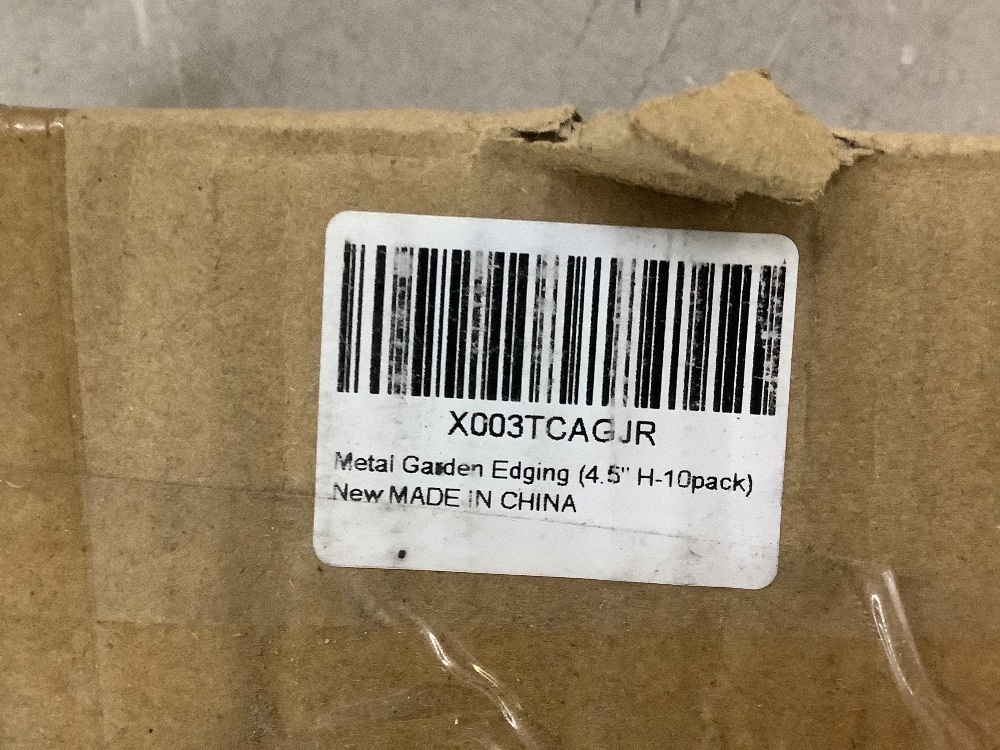 X003TCAGJR
Metal Garden Edging (4.5" H-10pack)
New MADE IN CHINA